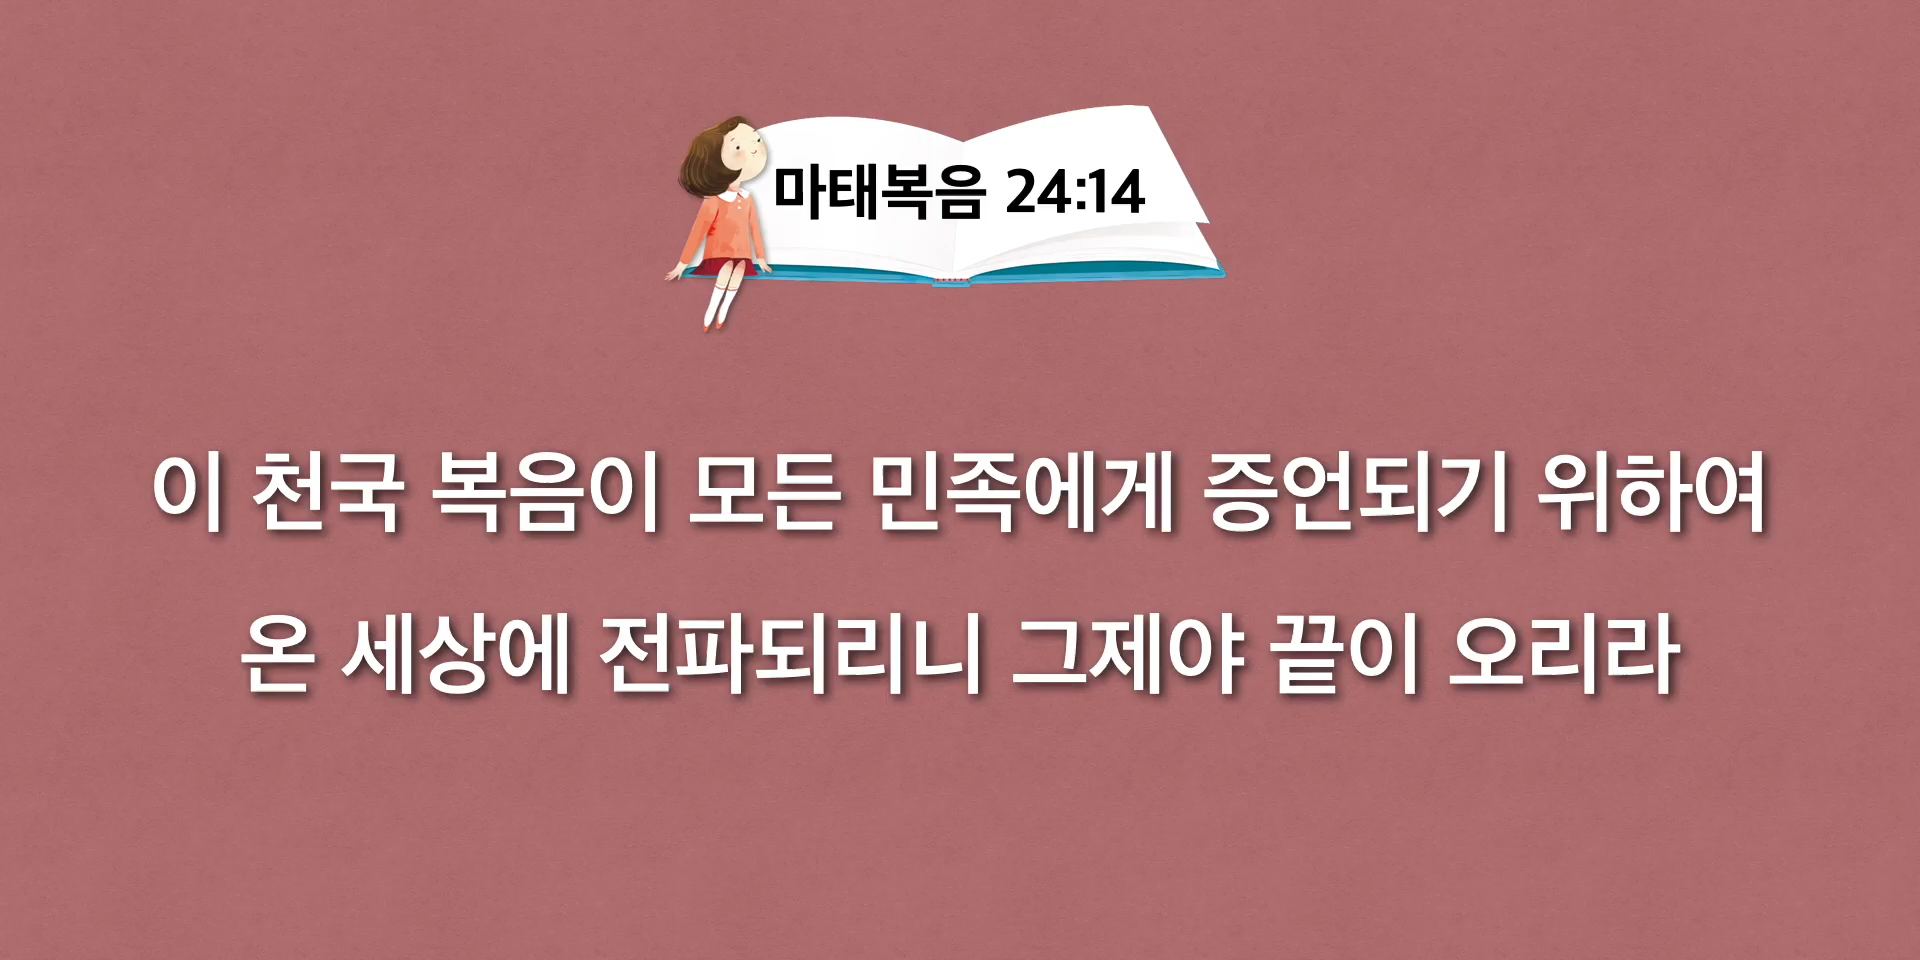 마태복음 24:14
이 천국 복음이 모든 민족에게 증언되기 위하여
온 세상에 전파되리니 그제야 끝이 오리라